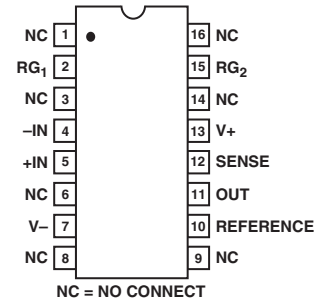 NC 1 16 NC
RG1 2 15 RG2
NC 3 14 NC
–IN 4 13 V+
+IN 5 12 SENSE
NC 6 11 OUT
V– 7 10 REFERENCE
NC 8 9 NC
NC = NO CONNECT